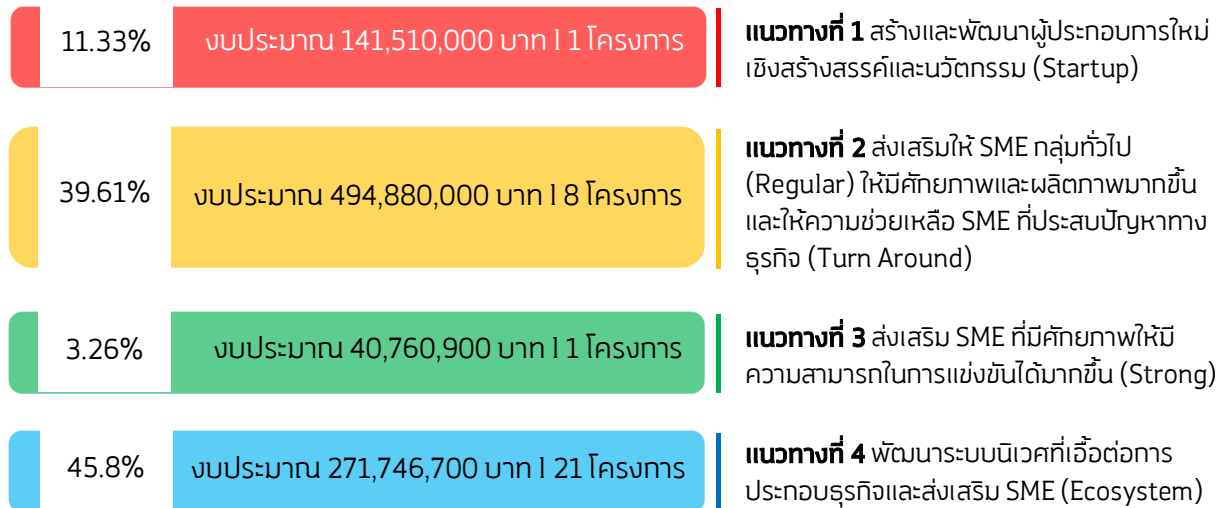 11.33% งบประมาณ 141,510,000 บาท l 1 โครงการ
แนวทางที่ 1 สร้างและพัฒนาผู้ประกอบการใหม่
เชิงสร้างสรรค์และนวัตกรรม (Startup)
39.61% งบประมาณ 494,880,000 บาท l 8 โครงการ
แนวทางที่ 2 ส่งเสริมให้ SME กลุ่มทั่วไป
(Regular) ให้มีศักยภาพและผลิตภาพมากขึ้น
และให้ความช่วยเหลือ SME ที่ประสบปัญหาทาง
ธุรกิจ (Turn Around)
3.26% งบประมาณ 40,760,900 บาท l 1 โครงการ
แนวทางที่ 3 ส่งเสริม SME ที่มีศักยภาพให้มี
ความสามารถในการแข่งขันได้มากขึ้น (Strong)
45.8% งบประมาณ 271,746,700 บาท l 21 โครงการ
แนวทางที่ 4 พัฒนาระบบนิเวศที่เอื้อต่อการ
ประกอบธุรกิจและส่งเสริม SME (Ecosystem)